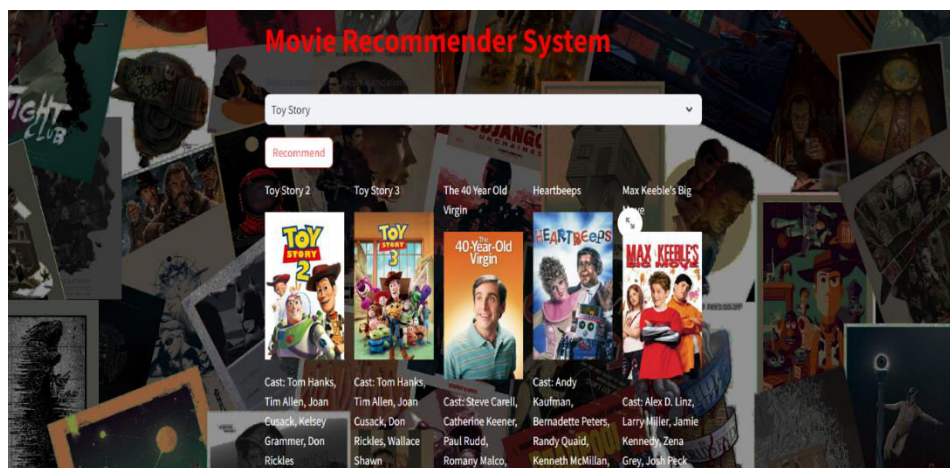 Movie Recommender System
Toy Story
Recommend
Toy Story 2
Toy Story 3
The 40 Year Old
Virgin
Heartbeeps
Max Keeble's Big
Move
TOY
STORY
2
TOY
STORY
3
The
40-Year-Old
Virgin
HEARTBEEPS
MAX KEEBLE'S
BIG MOVE
Cast: Tom Hanks,
Tim Allen, Joan
Cusack, Kelsey
Grammer, Don
Rickles
Cast: Tom Hanks,
Tim Allen, Joan
Cusack, Don
Rickles, Wallace
Shawn
Cast: Steve Carell,
Catherine Keener,
Paul Rudd,
Romany Malco,
Cast: Andy
Kaufman,
Bernadette Peters,
Randy Quaid,
Kenneth McMillan,
Cast: Alex D. Linz,
Larry Miller, Jamie
Kennedy, Zena
Grey, Josh Peck
FIGHT
CLUB
DJANGO
UNCHAINED